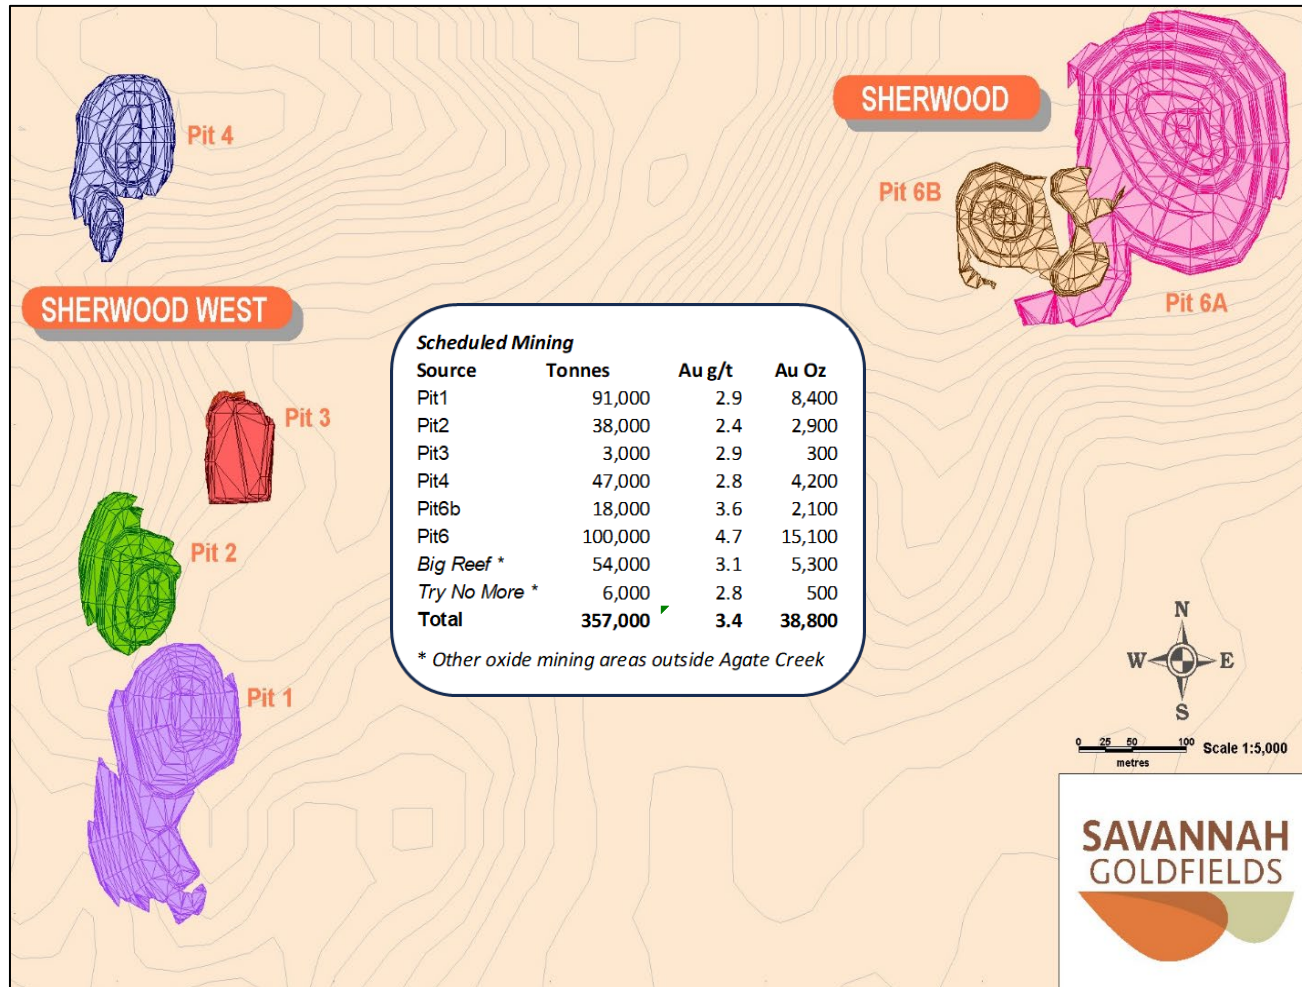 SHERWOOD
Pit 4
Pit 6B
Pit 6A
SHERWOOD WEST
Pit 3
Pit 2
Pit 1
Scheduled Mining
Source Tonnes Au g/t Au Oz
Pit1 91,000 2.9 8,400
Pit2 38,000 2.4 2,900
Pit3 3,000 2.9 300
Pit4 47,000 2.8 4,200
Pit6b 18,000 3.6 2,100
Pit6 100,000 4.7 15,100
Big Reef * 54,000 3.1 5,300
Try No More * 6,000 2.8 500
Total 357,000 3.4 38,800
* Other oxide mining areas outside Agate Creek
N
W E
S
0 25 50 100
metres
Scale 1:5,000
SAVANNAH
GOLDFIELDS